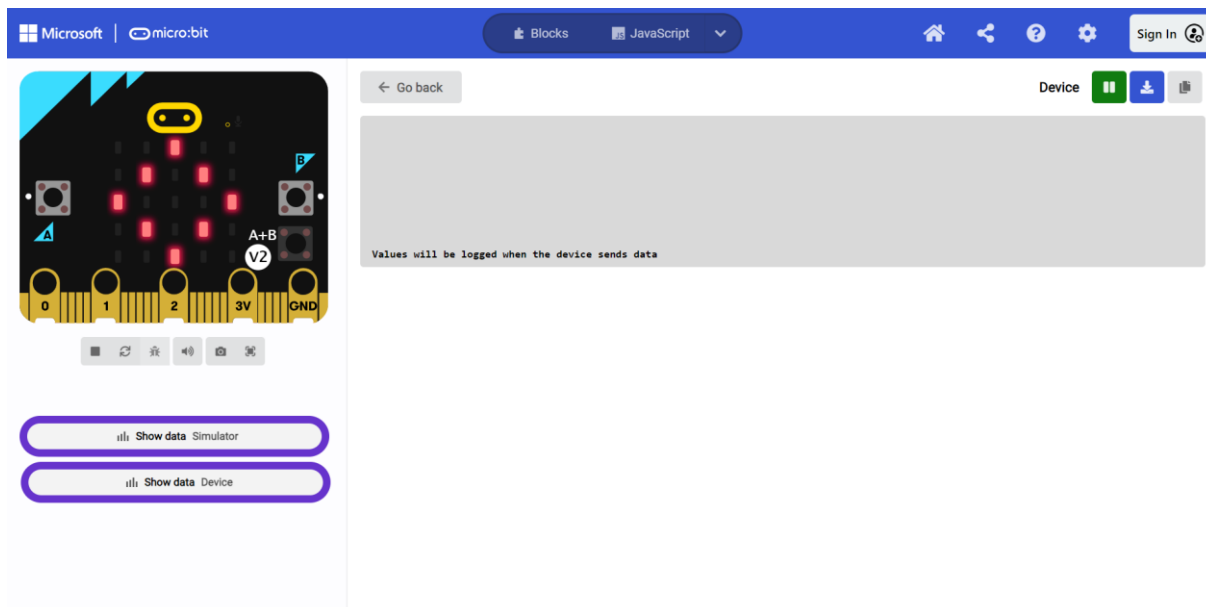 Microsoft micro:bit Blocks JavaScript Sign In
Go back Device
B
A
A+B
V2
0 1 2 3V GND
Values will be logged when the device sends data
Show data Simulator
Show data Device